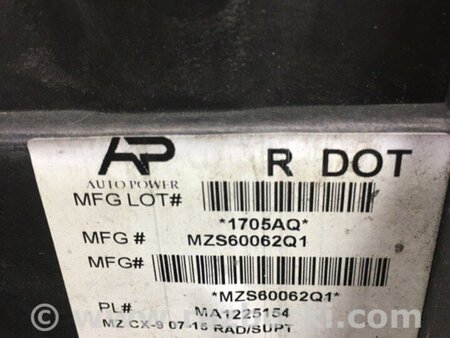 AP R DOT
AUTO POWER
MFG LOT#
*1705AQ*
MFG # MZS60062Q1
MFG#
*MZS60062Q1*
PL# MA1225154
MZ CX-9 07-15 RAD/SUPT